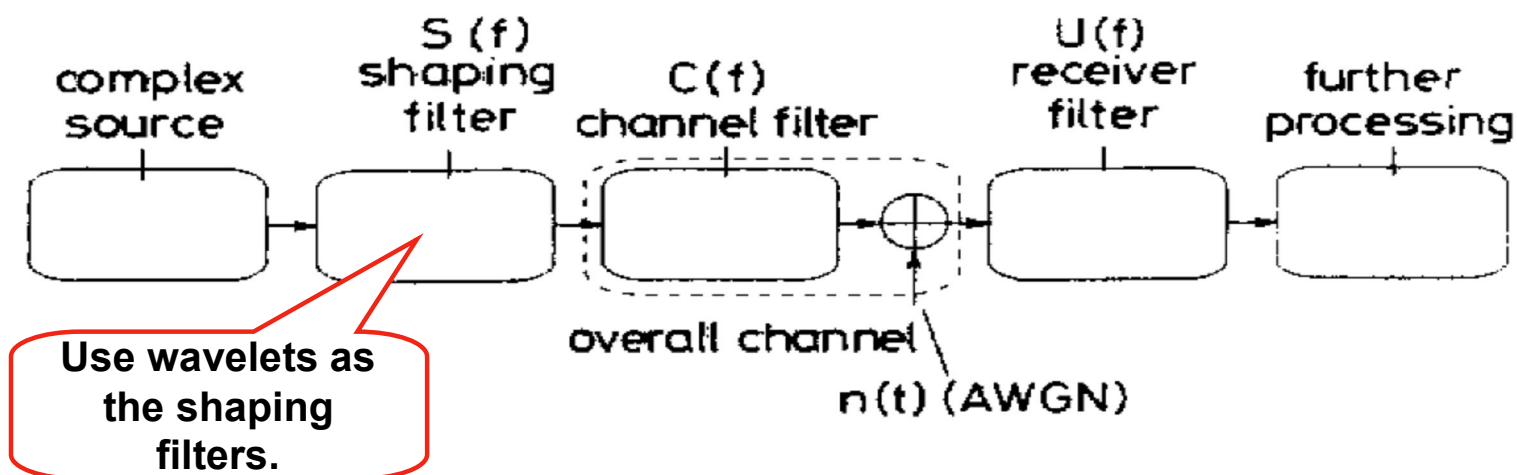 complex
source
S (f)
shaping
filter
C(f)
channel filter
U(f)
receiver
filter
further
processing
overall channel
n(t) (AWGN)
Use wavelets as
the shaping
filters.